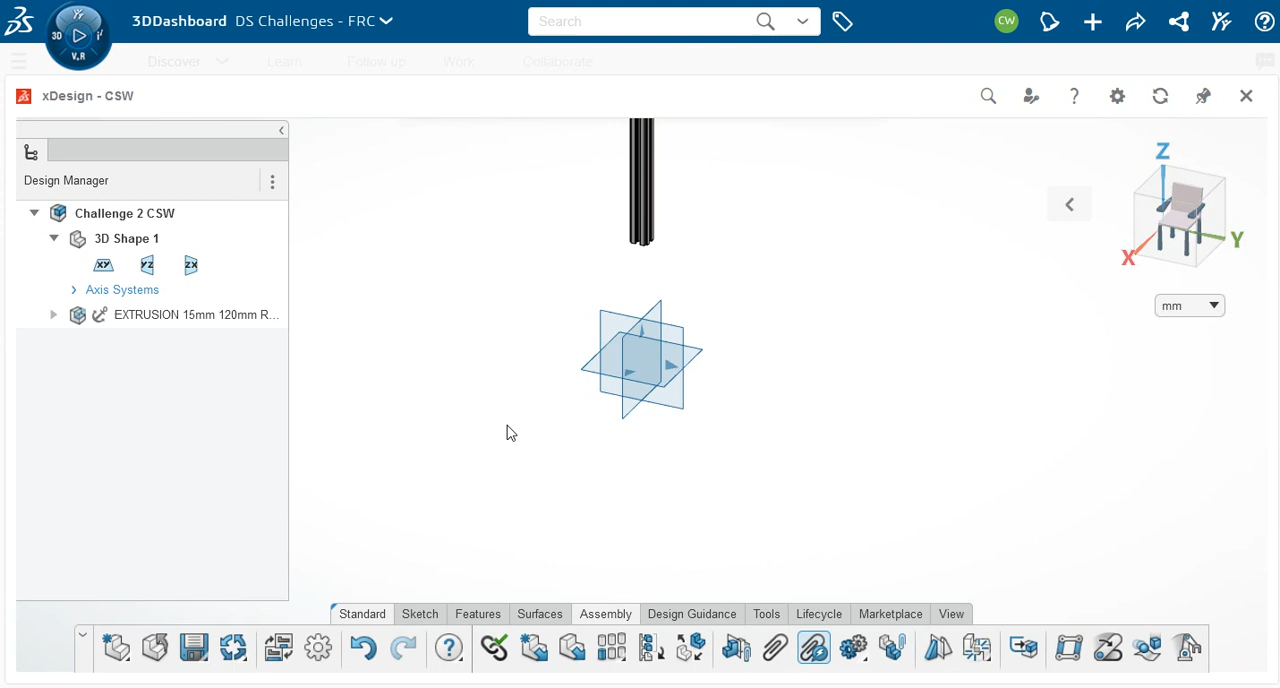 3DDashboard DS Challenges - FRC
Search
CW
3D
V.R
Discover
Learn
Follow up
Work
Collaborate
xDesign - CSW
Design Manager
Challenge 2 CSW
3D Shape 1
XY YZ ZX
Axis Systems
EXTRUSION 15mm 120mm R...
Z
Y
X
mm
Standard Sketch Features Surfaces Assembly Design Guidance Tools Lifecycle Marketplace View